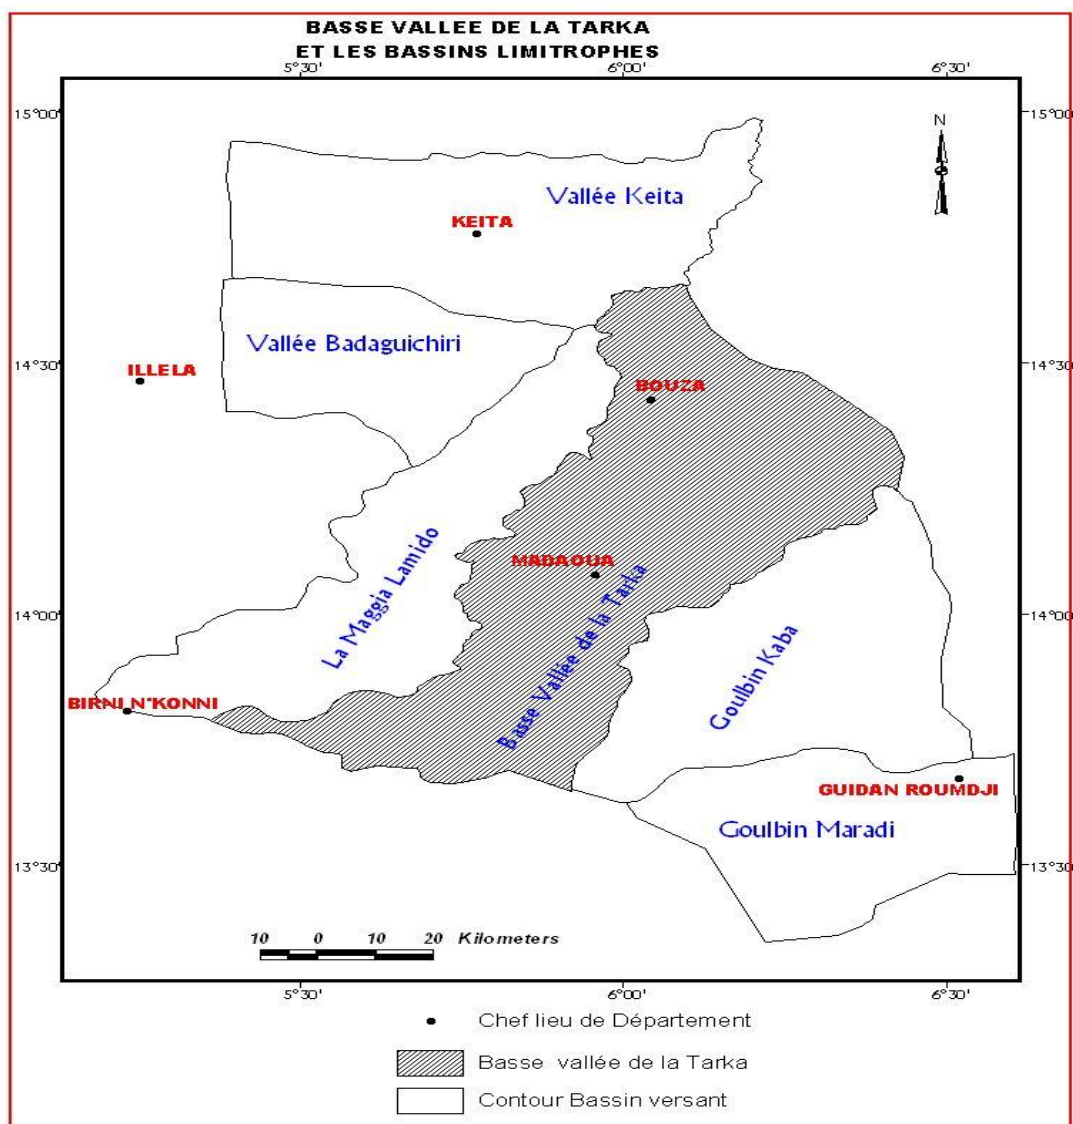 BASSE VALLEE DE LA TARKA
ET LES BASSINS LIMITROPHES
5°30'
6°00'
6°30'
15°00'
15°00'
N
Vallée Keita
KEITA
Vallée Badaguichiri
14°30'
14°30'
ILLELA
BOUZA
MADAOUA
La Maggia Lamido
Basse Vallée de la Tarka
14°00'
14°00'
Goulbin Kaba
BIRNI N'KONNI
GUIDAN ROUMDJI
Goulbin Maradi
13°30'
13°30'
10 0 10 20 Kilometers
5°30'
6°00'
6°30'
Chef lieu de Département
Basse vallée de la Tarka
Contour Bassin versant